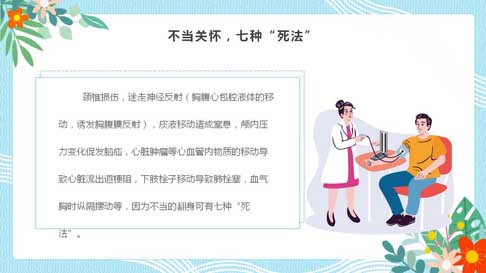 不当关怀，七种“死法”
颈椎损伤，迷走神经反射（胸腹心包腔液体的移
动，诱发胸腹膜反射），痰液移动造成窒息，颅内压
力变化促发脑疝，心脏肿瘤等心血管内物质的移动导
致心脏流出道梗阻，下肢栓子移动导致肺栓塞，血气
胸时纵隔摆动等，因为不当的翻身可有七种“死
法”。